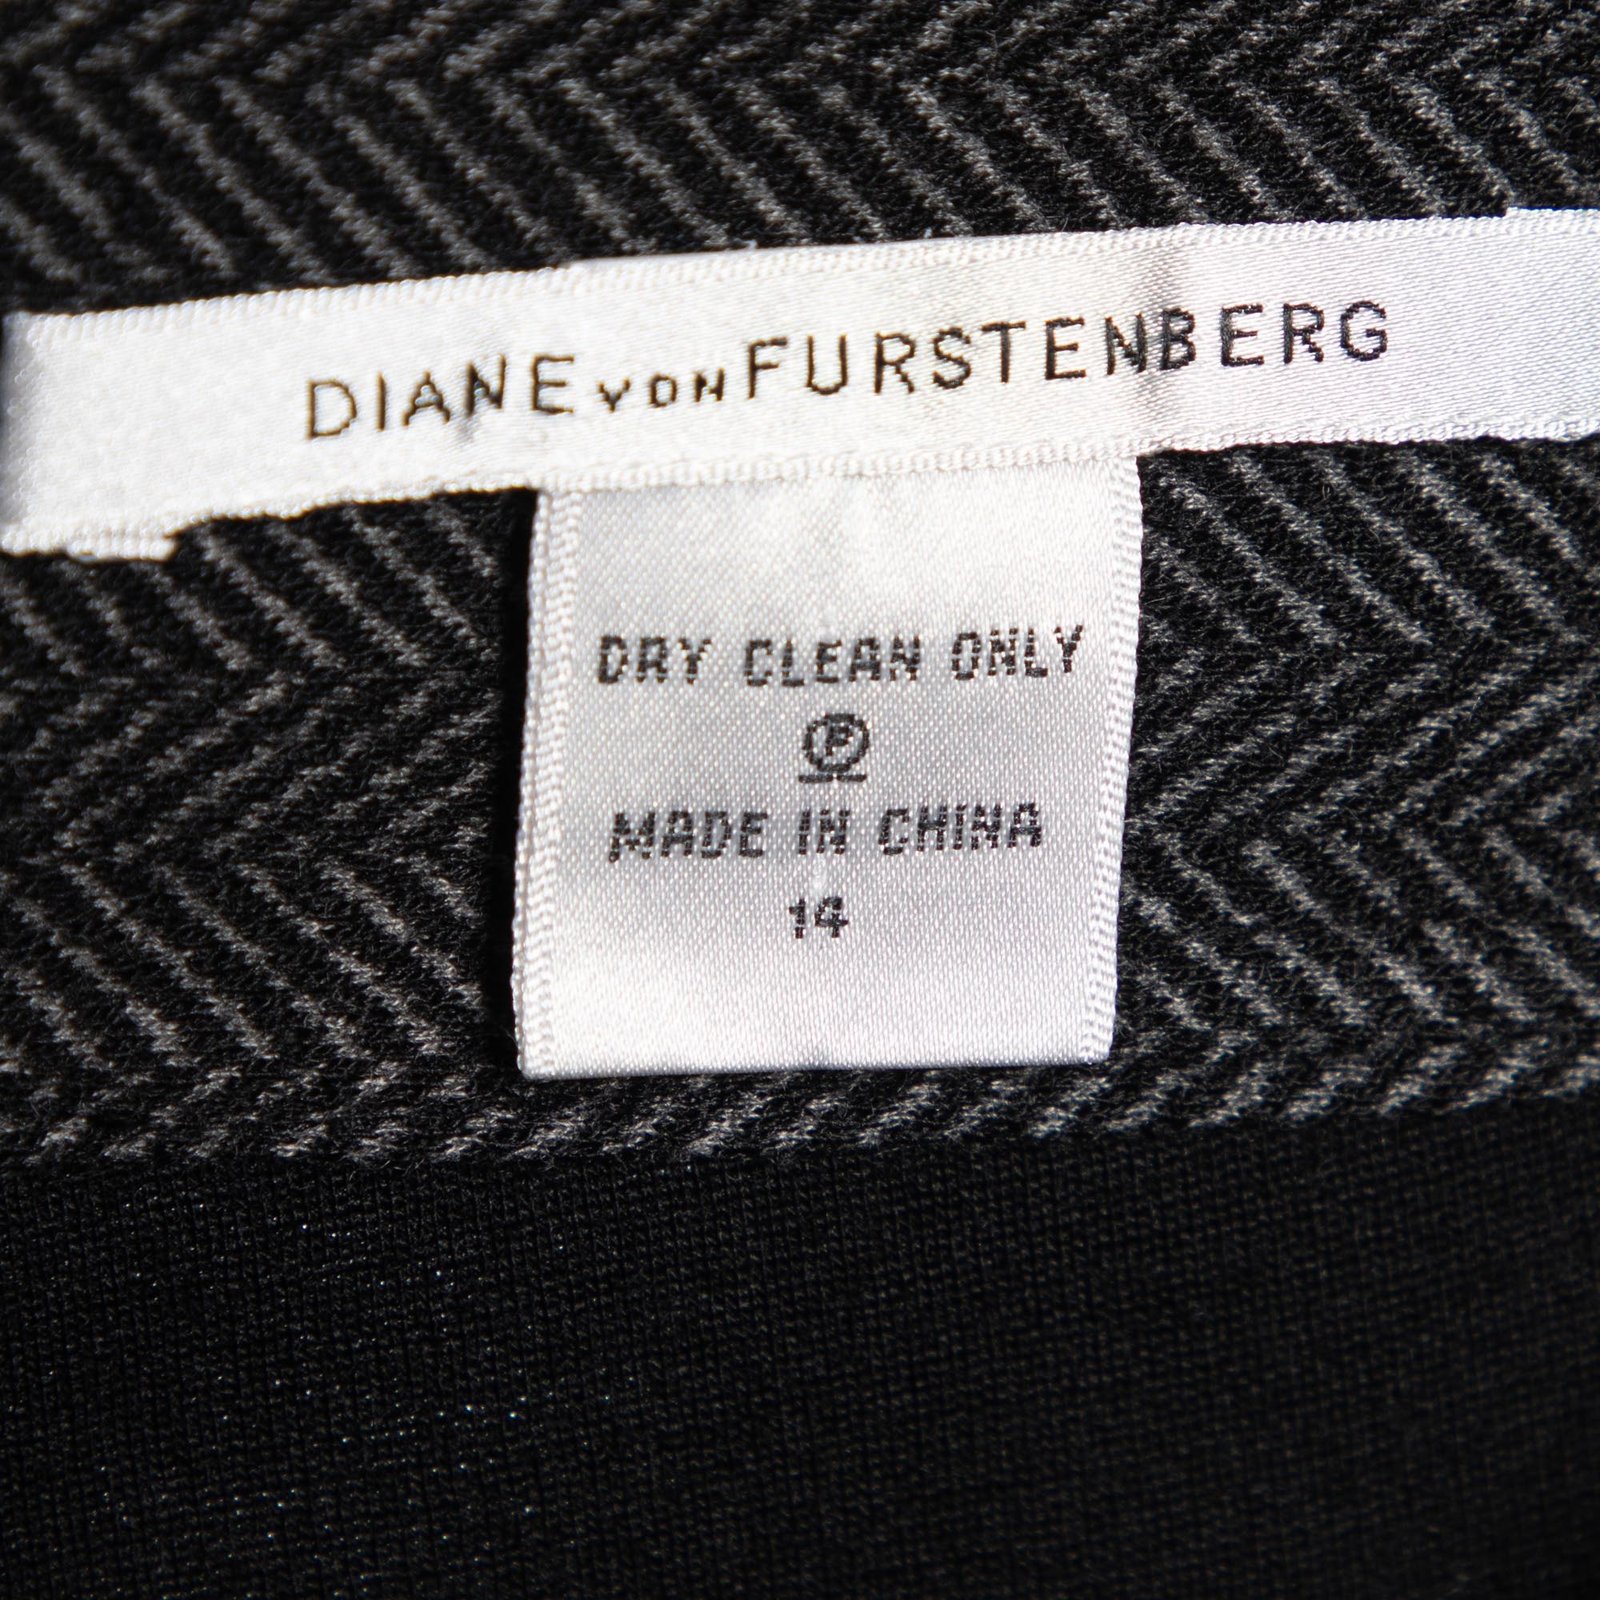 DIANE VON FURSTENBERG
DRY CLEAN ONLY
P
MADE IN CHINA
14